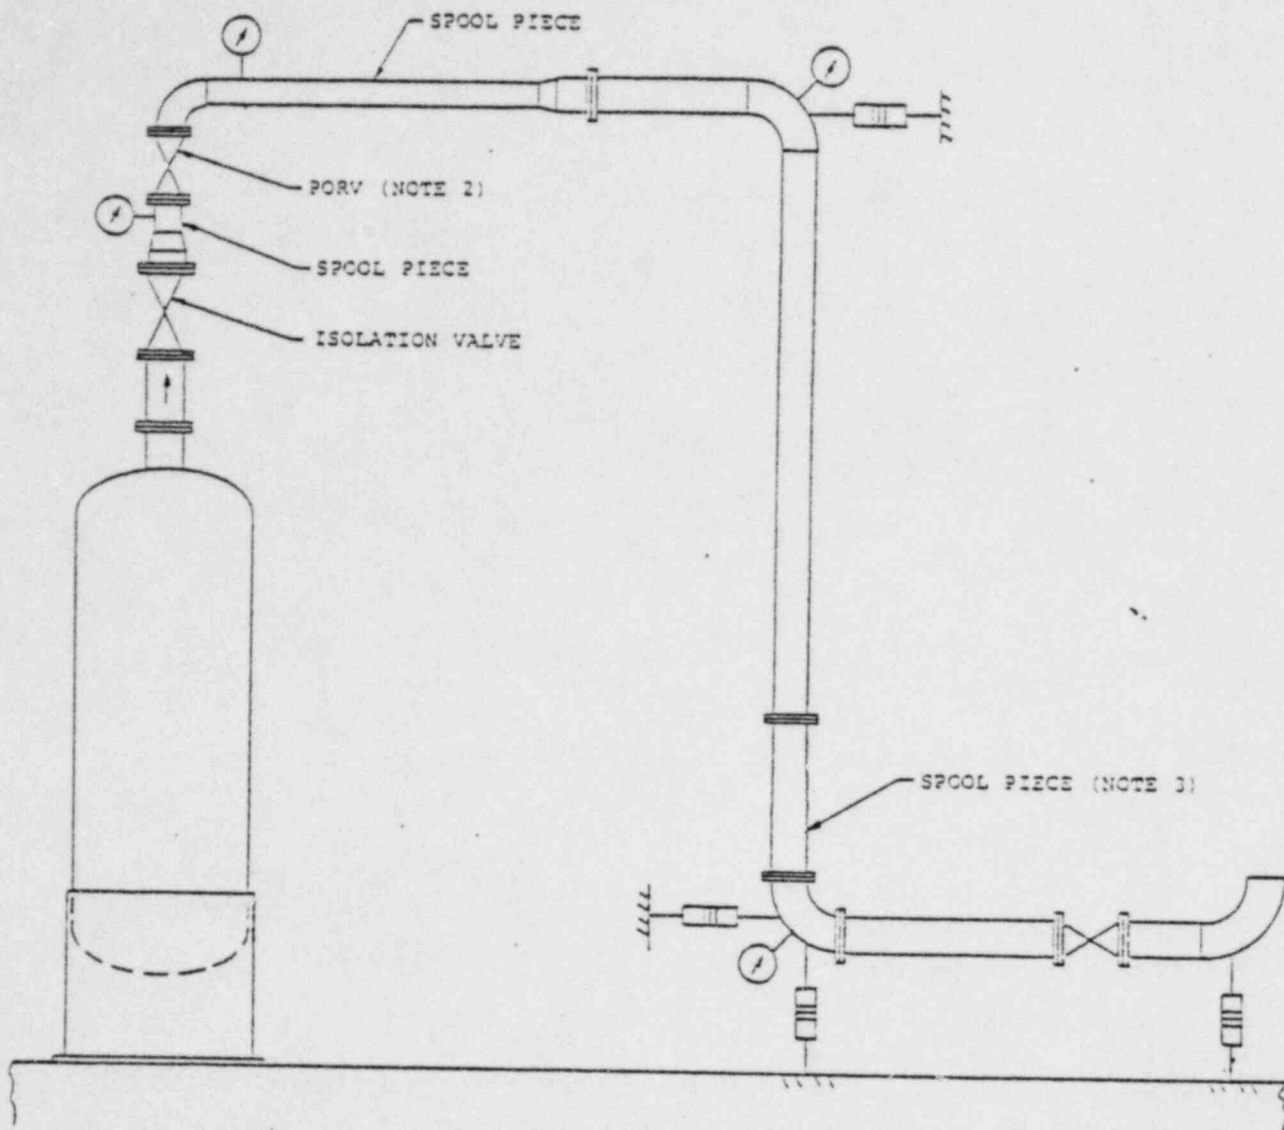 SPOOL PIECE
PORV (NOTE 2)
SPOOL PIECE
ISOLATION VALVE
SPOOL PIECE (NOTE 3)